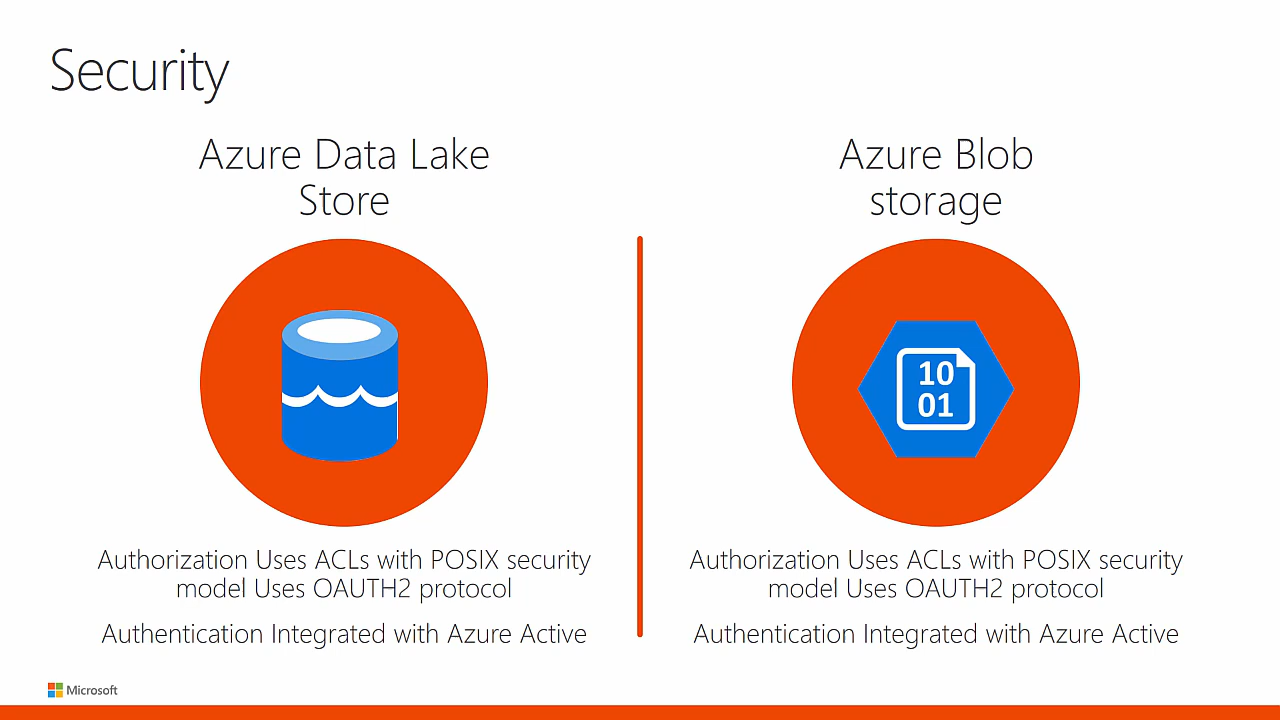 Security
Azure Data Lake
Store
Authorization Uses ACLs with POSIX security
model Uses OAUTH2 protocol
Authentication Integrated with Azure Active
Azure Blob
storage
10
01
Authorization Uses ACLs with POSIX security
model Uses OAUTH2 protocol
Authentication Integrated with Azure Active
Microsoft